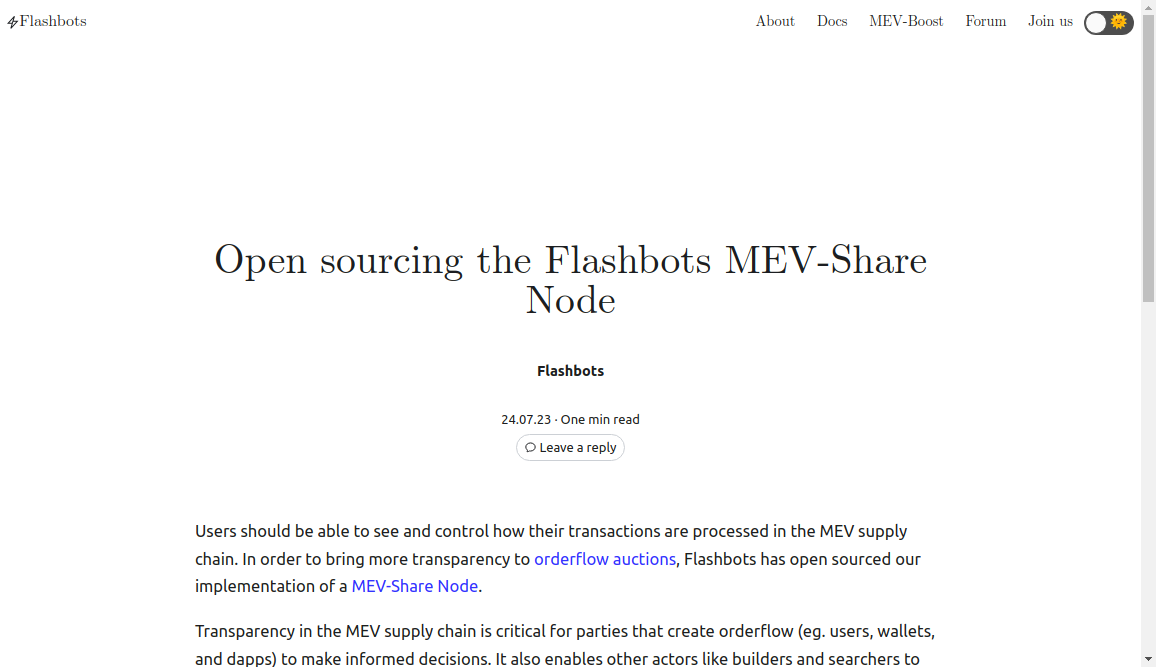 Flashbots
About Docs MEV-Boost Forum Join us
Open sourcing the Flashbots MEV-Share
Node
Flashbots
24.07.23 · One min read
Leave a reply
Users should be able to see and control how their transactions are processed in the MEV supply
chain. In order to bring more transparency to orderflow auctions, Flashbots has open sourced our
implementation of a MEV-Share Node.
Transparency in the MEV supply chain is critical for parties that create orderflow (eg. users, wallets,
and dapps) to make informed decisions. It also enables other actors like builders and searchers to